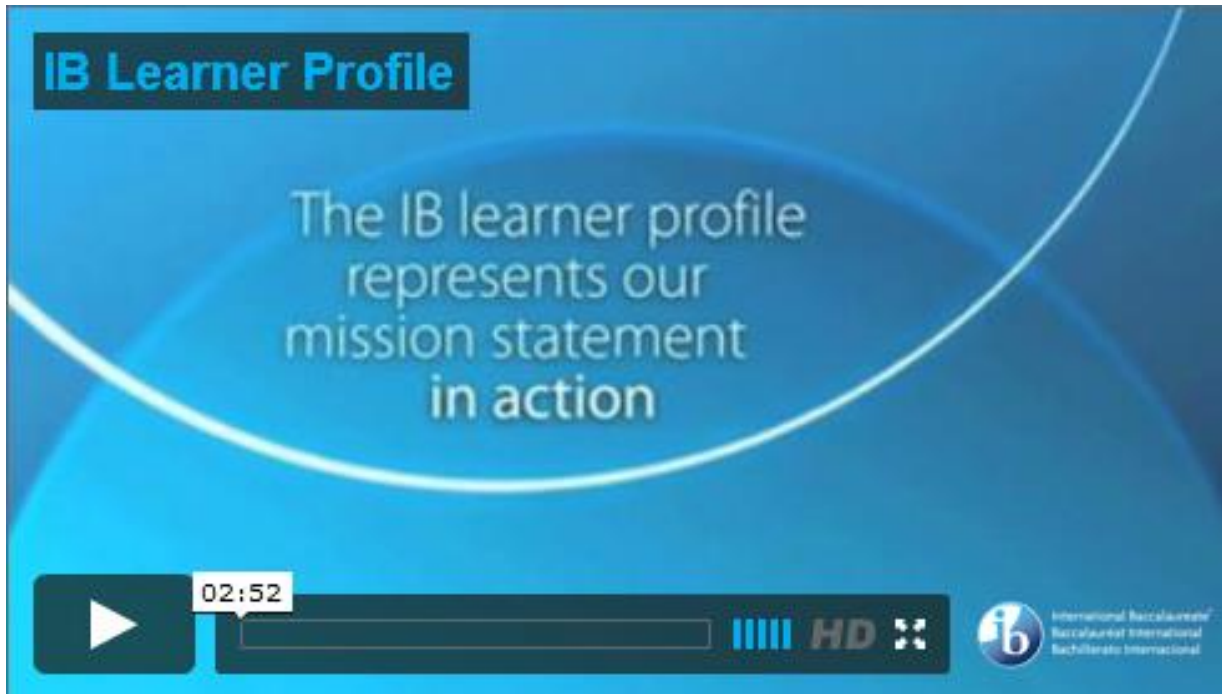 IB Learner Profile
The IB learner profile
represents our
mission statement
in action
02:52
HD
ib
International Baccalaureate®
Baccalauréat International
Bachillerato Internacional